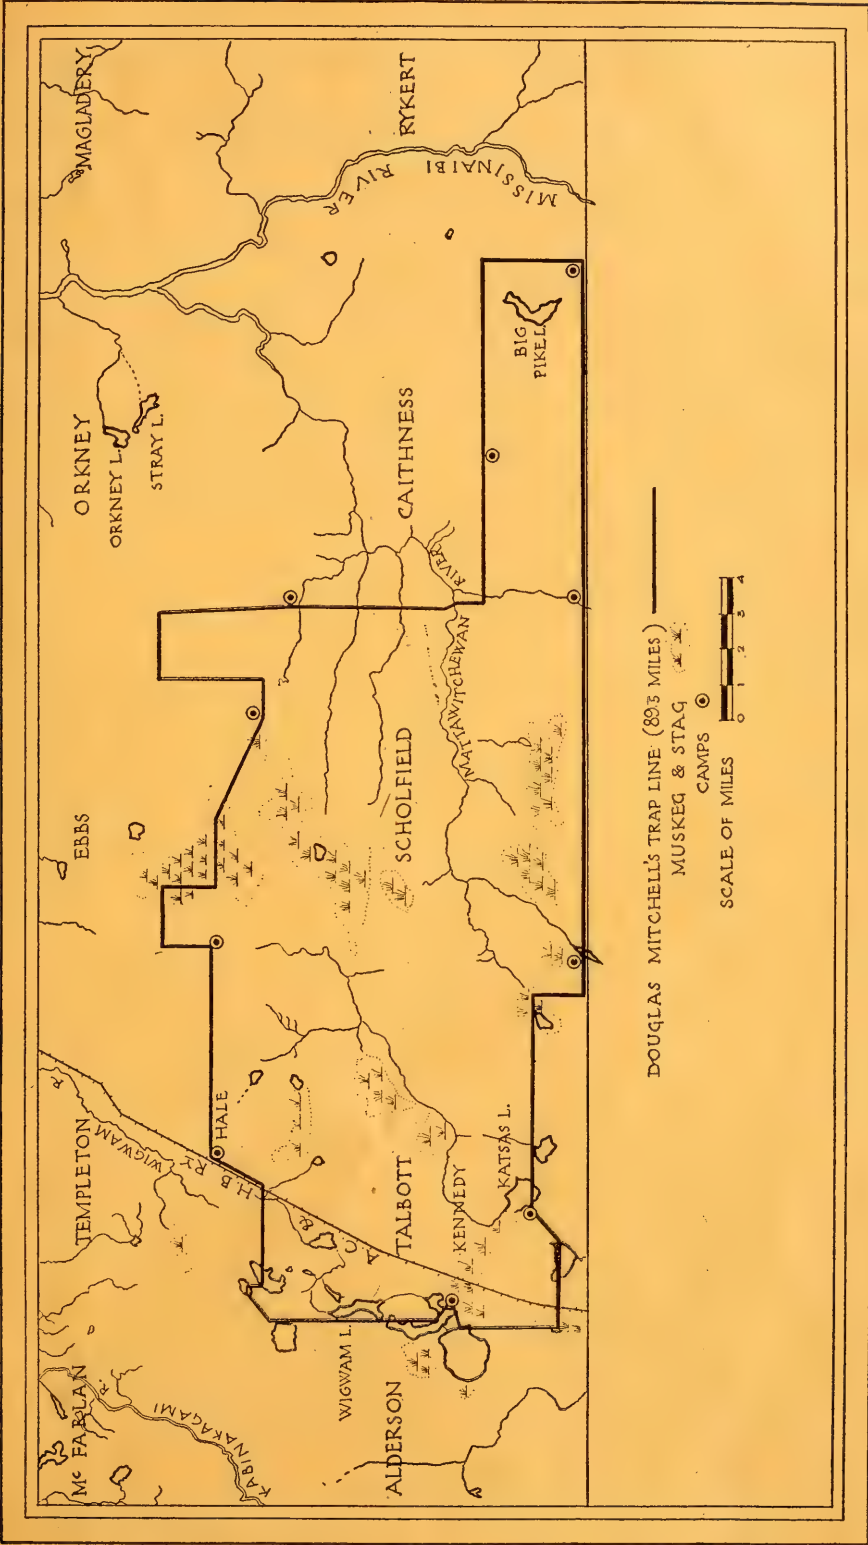 McFARLAN
TEMPLETON
EBBS
ORKNEY
MAGLADERY
ORKNEY L.
STRAY L.
KABINAKAGAMI
R.
WIGWAM
R.
HALE
A. C. & H. B. RY.
MISSINAIBI
RIVER
RYKERT
WIGWAM L.
ALDERSON
TALBOTT
SCHOLFIELD
CAITHNESS
KENNEDY
KATSAS L.
MATTAWITCHEWAN
RIVER
BIG
PIKE L.
DOUGLAS MITCHELL'S TRAP LINE (89.5 MILES)
MUSKEG & STAG
CAMPS
SCALE OF MILES
0 1 2 3 4